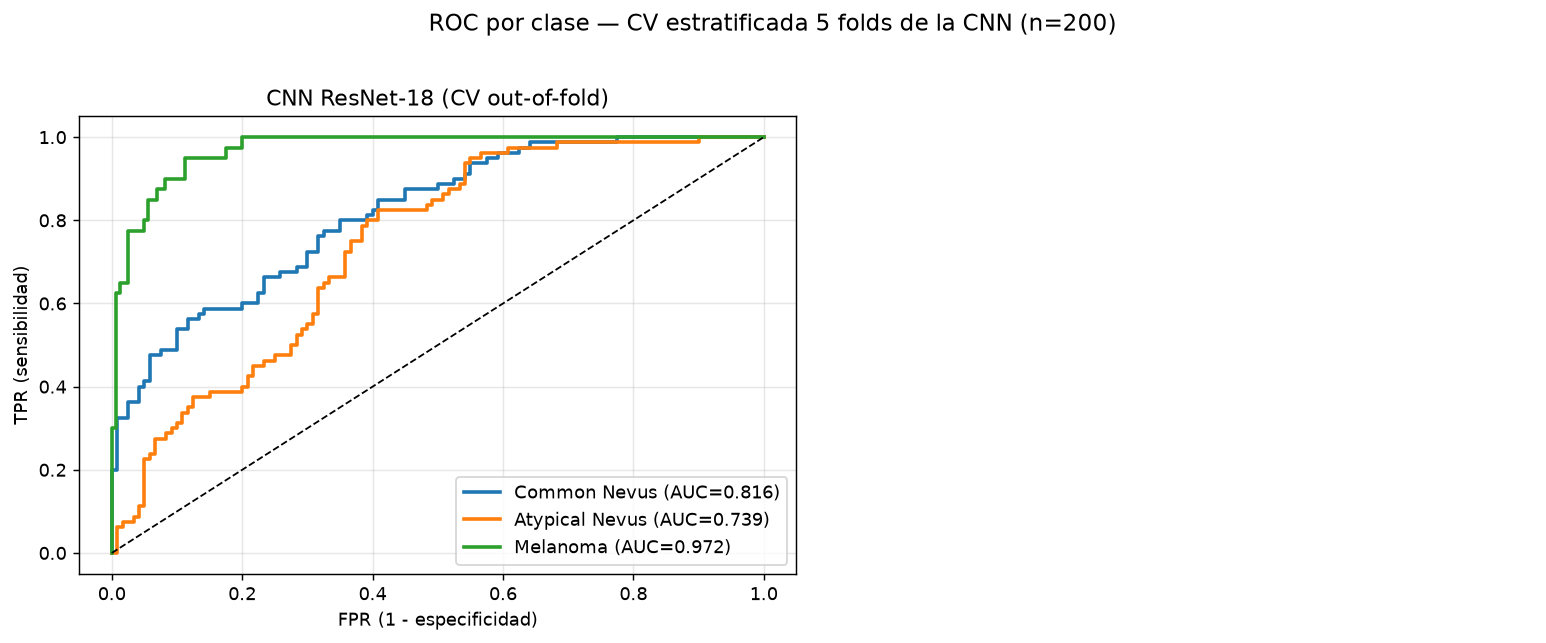 ROC por clase — CV estratificada 5 folds de la CNN (n=200)
CNN ResNet-18 (CV out-of-fold)
TPR (sensibilidad)
1.0
0.8
0.6
0.4
0.2
0.0
Common Nevus (AUC=0.816)
Atypical Nevus (AUC=0.739)
Melanoma (AUC=0.972)
0.0 0.2 0.4 0.6 0.8 1.0
FPR (1 - especificidad)